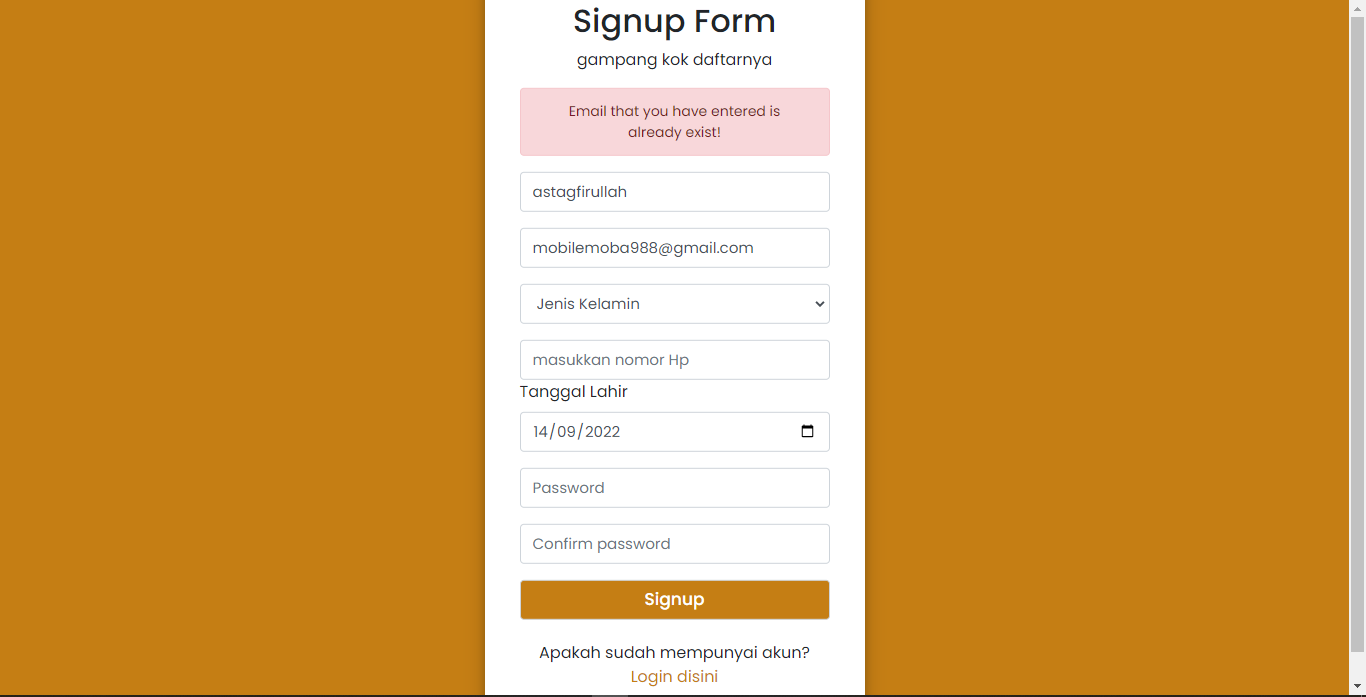 Signup Form
gampang kok daftarnya
Email that you have entered is
already exist!
astagfirullah
mobilemoba988@gmail.com
Jenis Kelamin
masukkan nomor Hp
Tanggal Lahir
14/09/2022
Password
Confirm password
Signup
Apakah sudah mempunyai akun?
Login disini